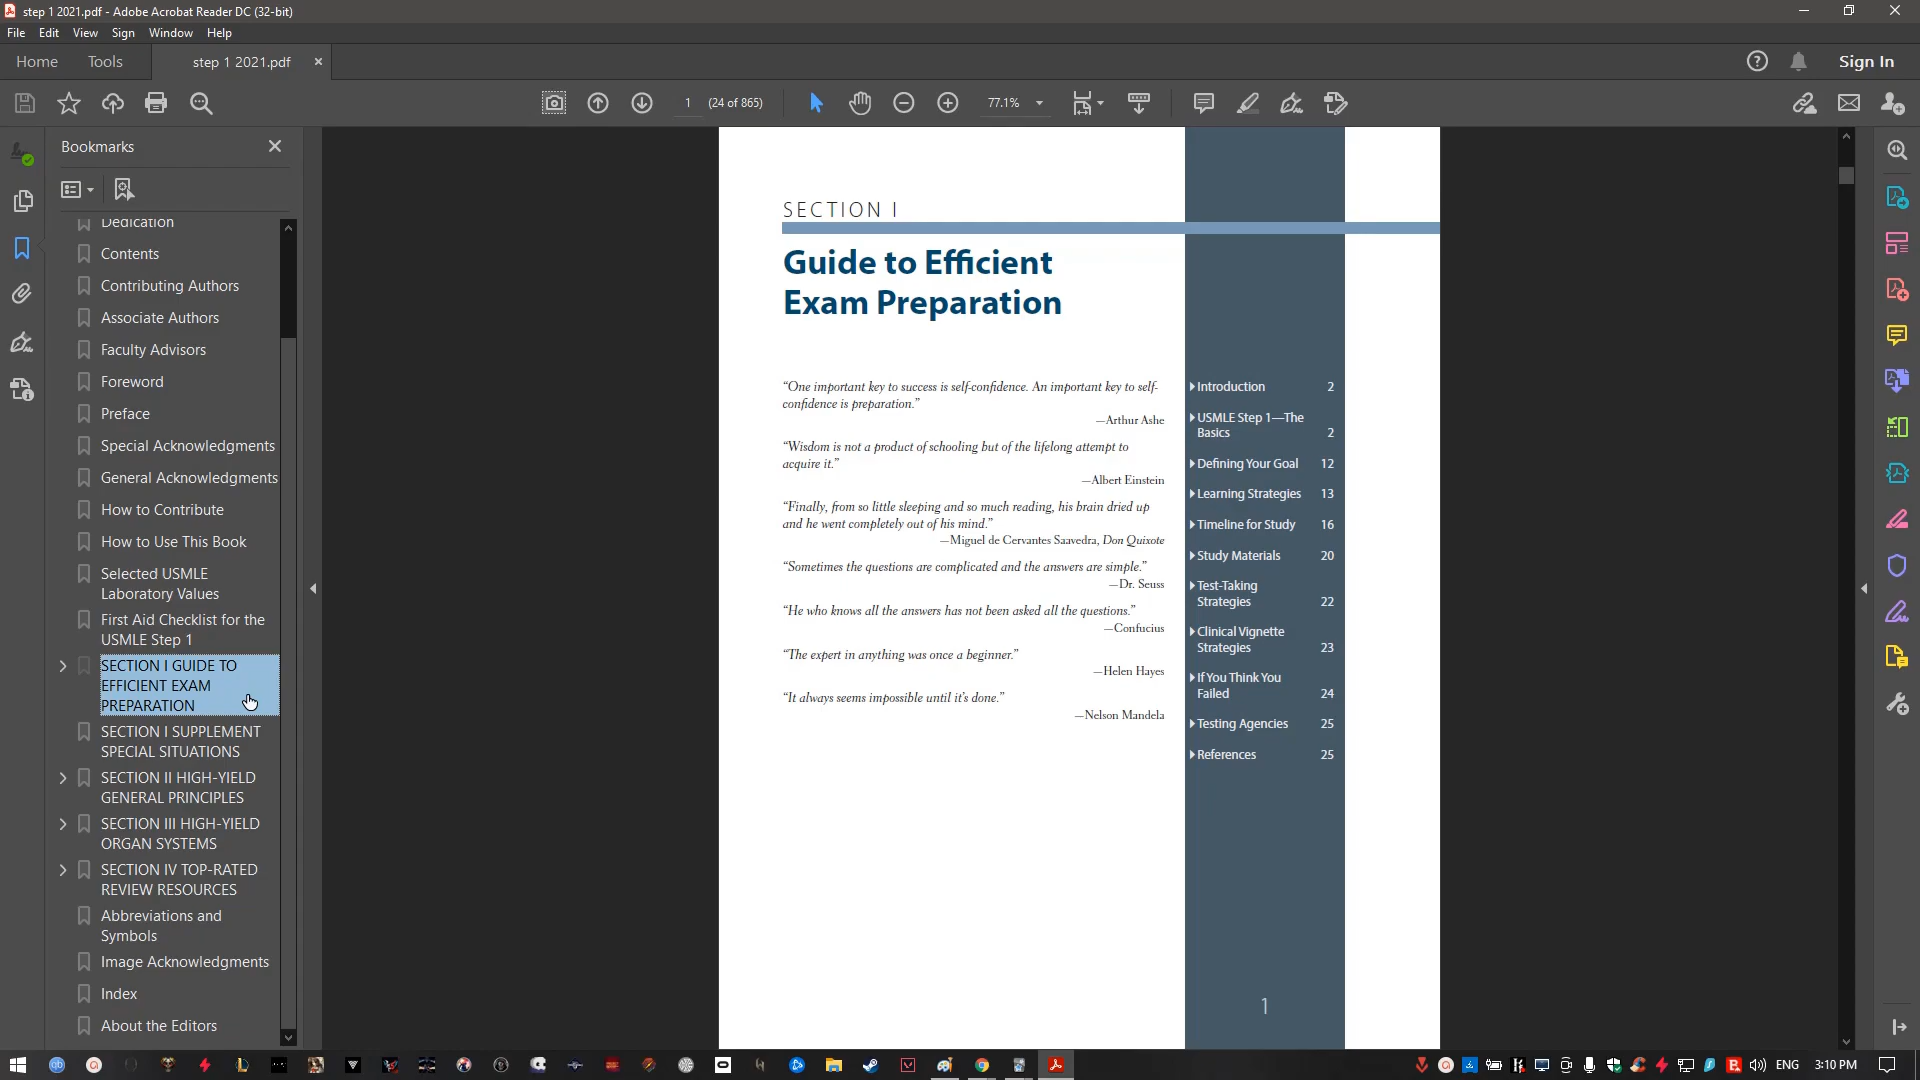 step 1 2021.pdf - Adobe Acrobat Reader DC (32-bit)
File Edit View Sign Window Help
Home Tools step 1 2021.pdf Sign In
1 (24 of 865) 77.1%
Bookmarks
Dedication
Contents
Contributing Authors
Associate Authors
Faculty Advisors
Foreword
Preface
Special Acknowledgments
General Acknowledgments
How to Contribute
How to Use This Book
Selected USMLE
Laboratory Values
First Aid Checklist for the
USMLE Step 1
SECTION I GUIDE TO
EFFICIENT EXAM
PREPARATION
SECTION I SUPPLEMENT
SPECIAL SITUATIONS
SECTION II HIGH-YIELD
GENERAL PRINCIPLES
SECTION III HIGH-YIELD
ORGAN SYSTEMS
SECTION IV TOP-RATED
REVIEW RESOURCES
Abbreviations and
Symbols
Image Acknowledgments
Index
About the Editors
SECTION I
Guide to Efficient
Exam Preparation
“One important key to success is self-confidence. An important key to self-
confidence is preparation.”
—Arthur Ashe
“Wisdom is not a product of schooling but of the lifelong attempt to
acquire it.”
—Albert Einstein
“Finally, from so little sleeping and so much reading, his brain dried up
and he went completely out of his mind.”
—Miguel de Cervantes Saavedra, Don Quixote
“Sometimes the questions are complicated and the answers are simple.”
—Dr. Seuss
“He who knows all the answers has not been asked all the questions.”
—Confucius
“The expert in anything was once a beginner.”
—Helen Hayes
“It always seems impossible until it’s done.”
—Nelson Mandela
Introduction 2
USMLE Step 1—The
Basics 2
Defining Your Goal 12
Learning Strategies 13
Timeline for Study 16
Study Materials 20
Test-Taking
Strategies 22
Clinical Vignette
Strategies 23
If You Think You
Failed 24
Testing Agencies 25
References 25
1
ENG 3:10 PM